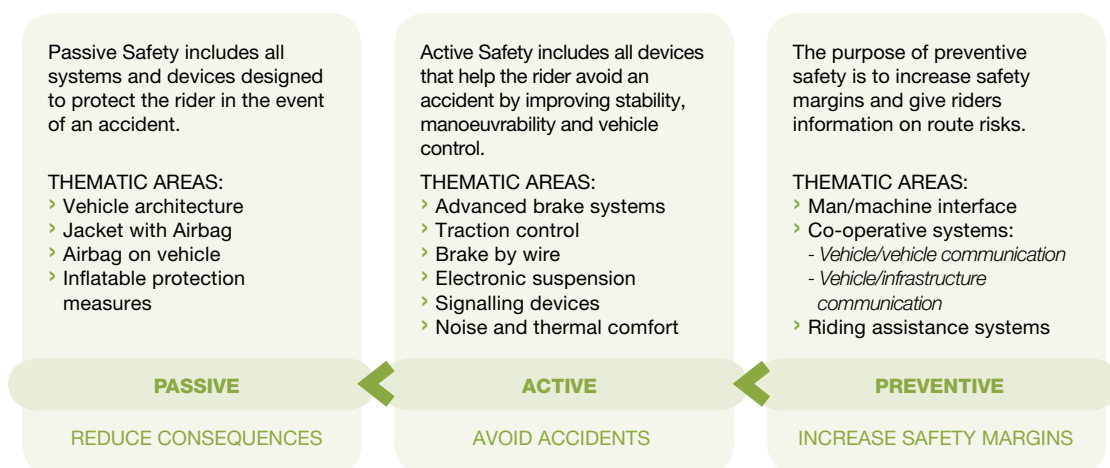 Passive Safety includes all
systems and devices designed
to protect the rider in the event
of an accident.
THEMATIC AREAS:
› Vehicle architecture
› Jacket with Airbag
› Airbag on vehicle
› Inflatable protection
measures
PASSIVE
REDUCE CONSEQUENCES
Active Safety includes all devices
that help the rider avoid an
accident by improving stability,
manoeuvrability and vehicle
control.
THEMATIC AREAS:
› Advanced brake systems
› Traction control
› Brake by wire
› Electronic suspension
› Signalling devices
› Noise and thermal comfort
ACTIVE
AVOID ACCIDENTS
The purpose of preventive
safety is to increase safety
margins and give riders
information on route risks.
THEMATIC AREAS:
› Man/machine interface
› Co-operative systems:
- Vehicle/vehicle communication
- Vehicle/infrastructure
communication
› Riding assistance systems
PREVENTIVE
INCREASE SAFETY MARGINS